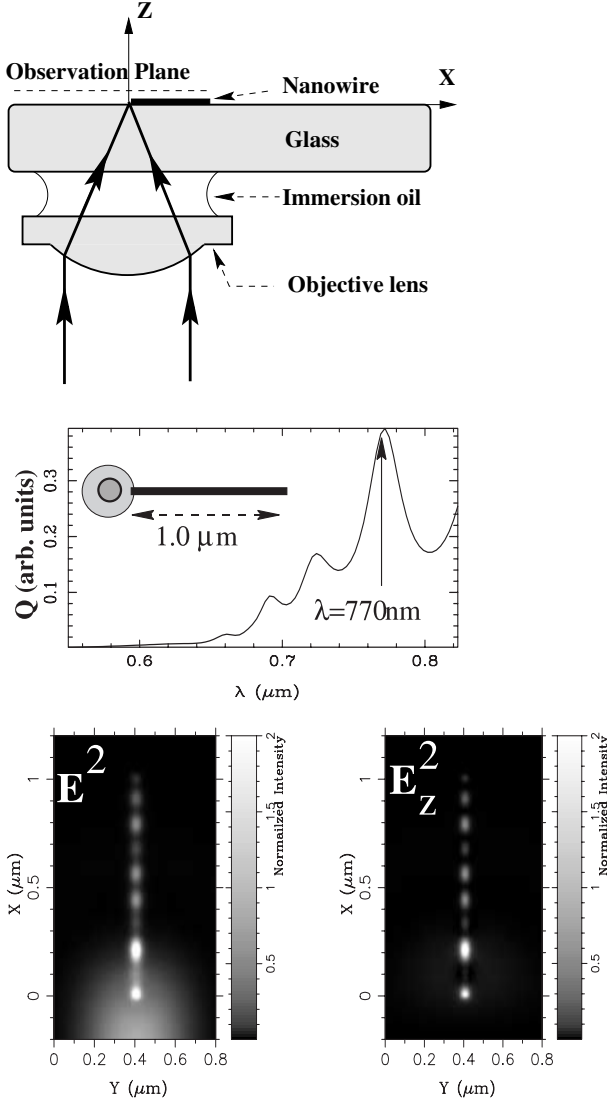 Z
Observation Plane
X
Nanowire
Glass
Immersion oil
Objective lens
Q (arb. units)
0.3
0.2
0.1
1.0 μm
λ=770nm
0.6 0.7 0.8
λ (μm)
E²
X (μm)
1
0.5
0
0 0.2 0.4 0.6 0.8
Y (μm)
2
1.5
1
0.5
Normailzed Intensity
E_z²
X (μm)
1
0.5
0
0 0.2 0.4 0.6 0.8
Y (μm)
2
1.5
1
0.5
Normailzed Intensity